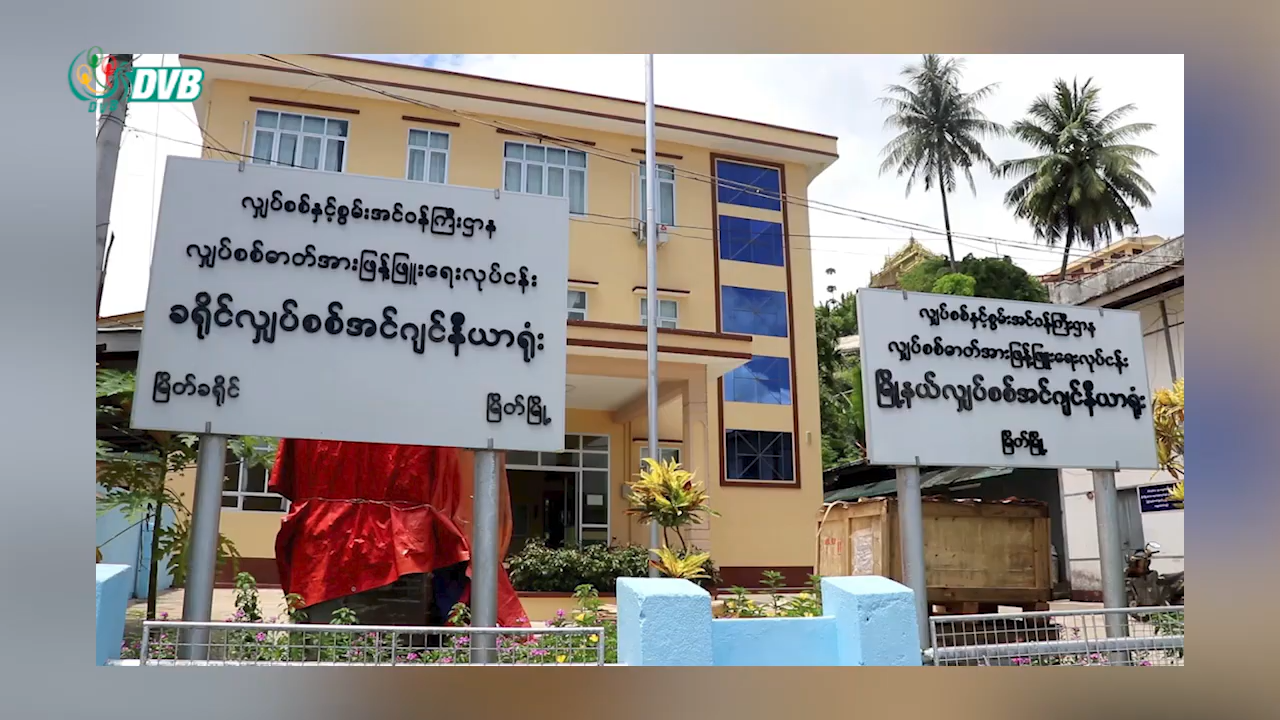 DVB
လျှပ်စစ်နှင့်စွမ်းအင်ဝန်ကြီးဌာန
လျှပ်စစ်ဓာတ်အားဖြန့်ဖြူးရေးလုပ်ငန်း
ခရိုင်လျှပ်စစ်အင်ဂျင်နီယာရုံး
မြိတ်ခရိုင်
မြိတ်မြို့
လျှပ်စစ်နှင့်စွမ်းအင်ဝန်ကြီးဌာန
လျှပ်စစ်ဓာတ်အားဖြန့်ဖြူးရေးလုပ်ငန်း
မြို့နယ်လျှပ်စစ်အင်ဂျင်နီယာရုံး
မြိတ်မြို့